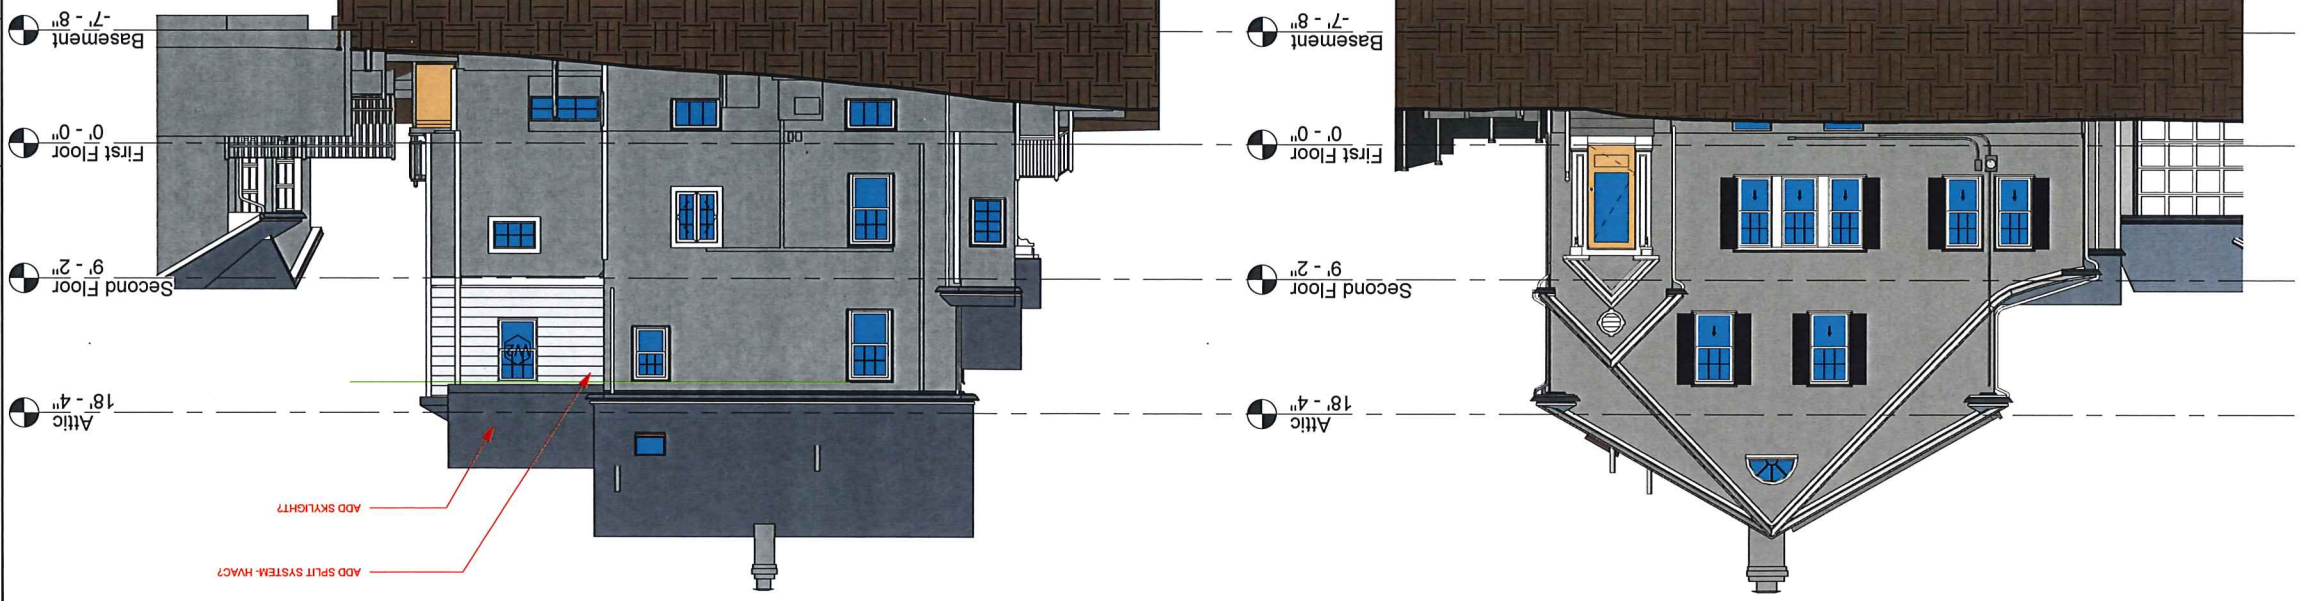 Attic
18' - 4"
Second Floor
9' - 2"
First Floor
0' - 0"
Basement
-7' - 8"
ADD SPLIT SYSTEM- HVAC?
ADD SKYLIGHT?
W2
Attic
18' - 4"
Second Floor
9' - 2"
First Floor
0' - 0"
Basement
-7' - 8"